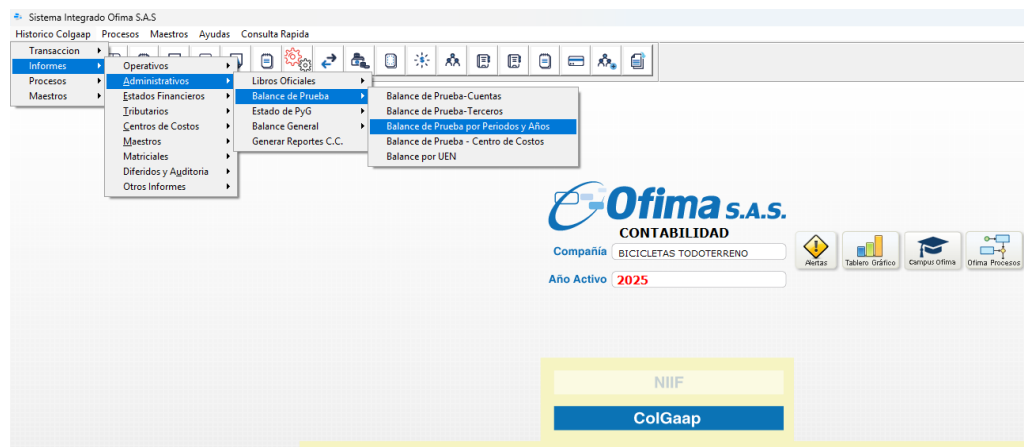 Sistema Integrado Ofima S.A.S
Historico Colgaap Procesos Maestros Ayudas Consulta Rapida
Transaccion
Informes
Procesos
Maestros
Operativos
Administrativos
Estados Financieros
Tributarios
Centros de Costos
Maestros
Matriciales
Diferidos y Auditoria
Otros Informes
Libros Oficiales
Balance de Prueba
Estado de PyG
Balance General
Generar Reportes C.C.
Balance de Prueba-Cuentas
Balance de Prueba-Terceros
Balance de Prueba por Periodos y Años
Balance de Prueba - Centro de Costos
Balance por UEN
Ofima S.A.S.
CONTABILIDAD
Compañía BICICLETAS TODOTERRENO
Año Activo 2025
Alertas Tablero Gráfico Campus Ofima Ofima Procesos
NIIF
ColGaap